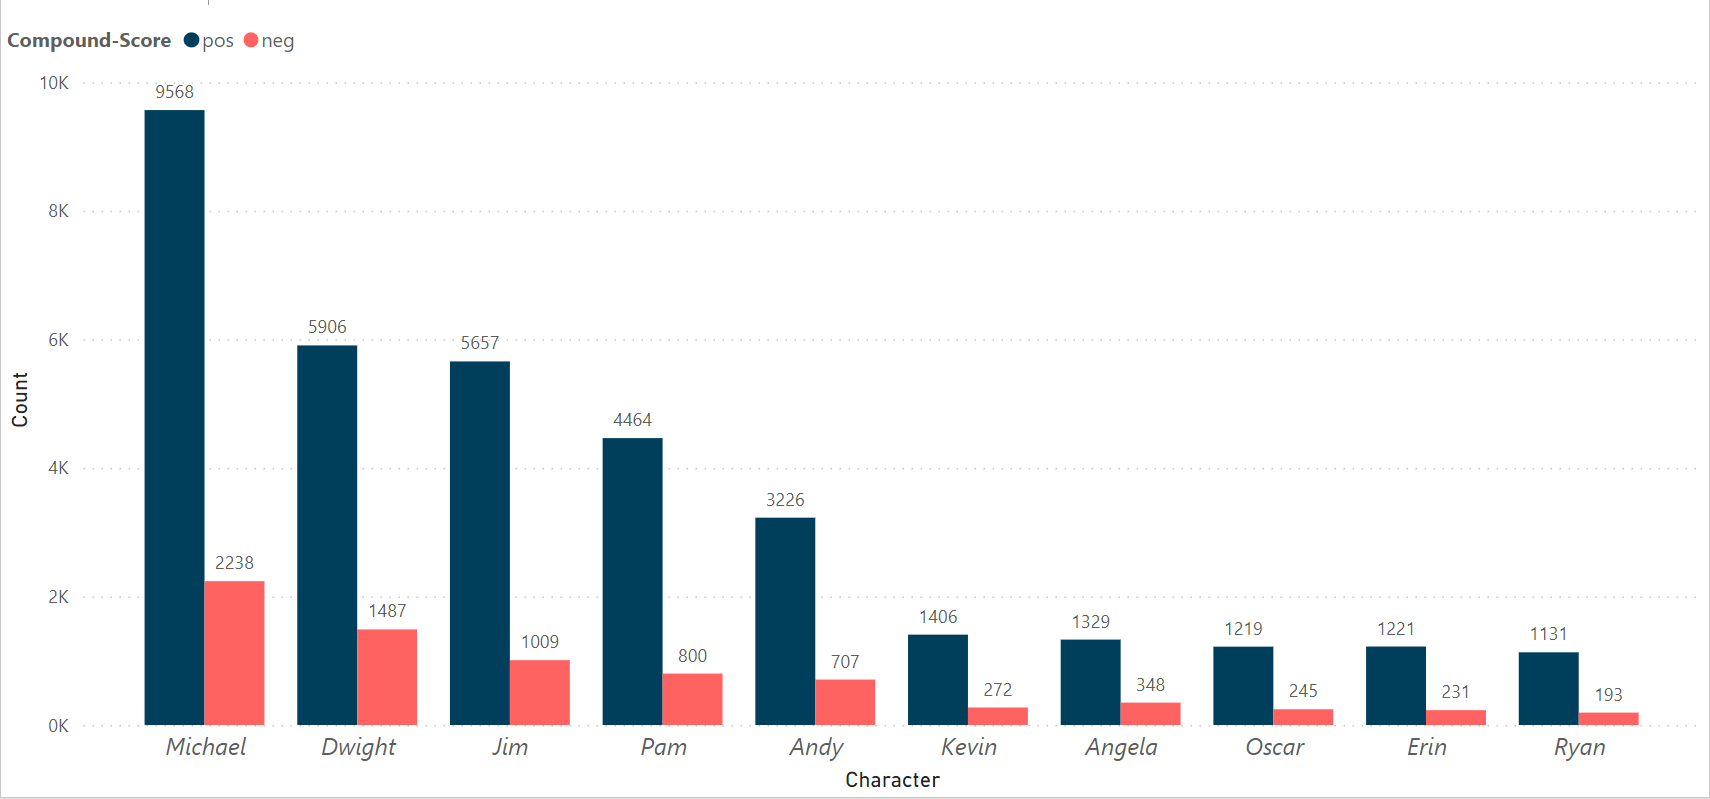 Compound-Score pos neg
10K
9568
8K
6K
5906
5657
4464
4K
3226
2238
2K
1487
1009
800
707
1406
272
1329
348
1219
245
1221
231
1131
193
0K
Count
Michael Dwight Jim Pam Andy Kevin Angela Oscar Erin Ryan
Character